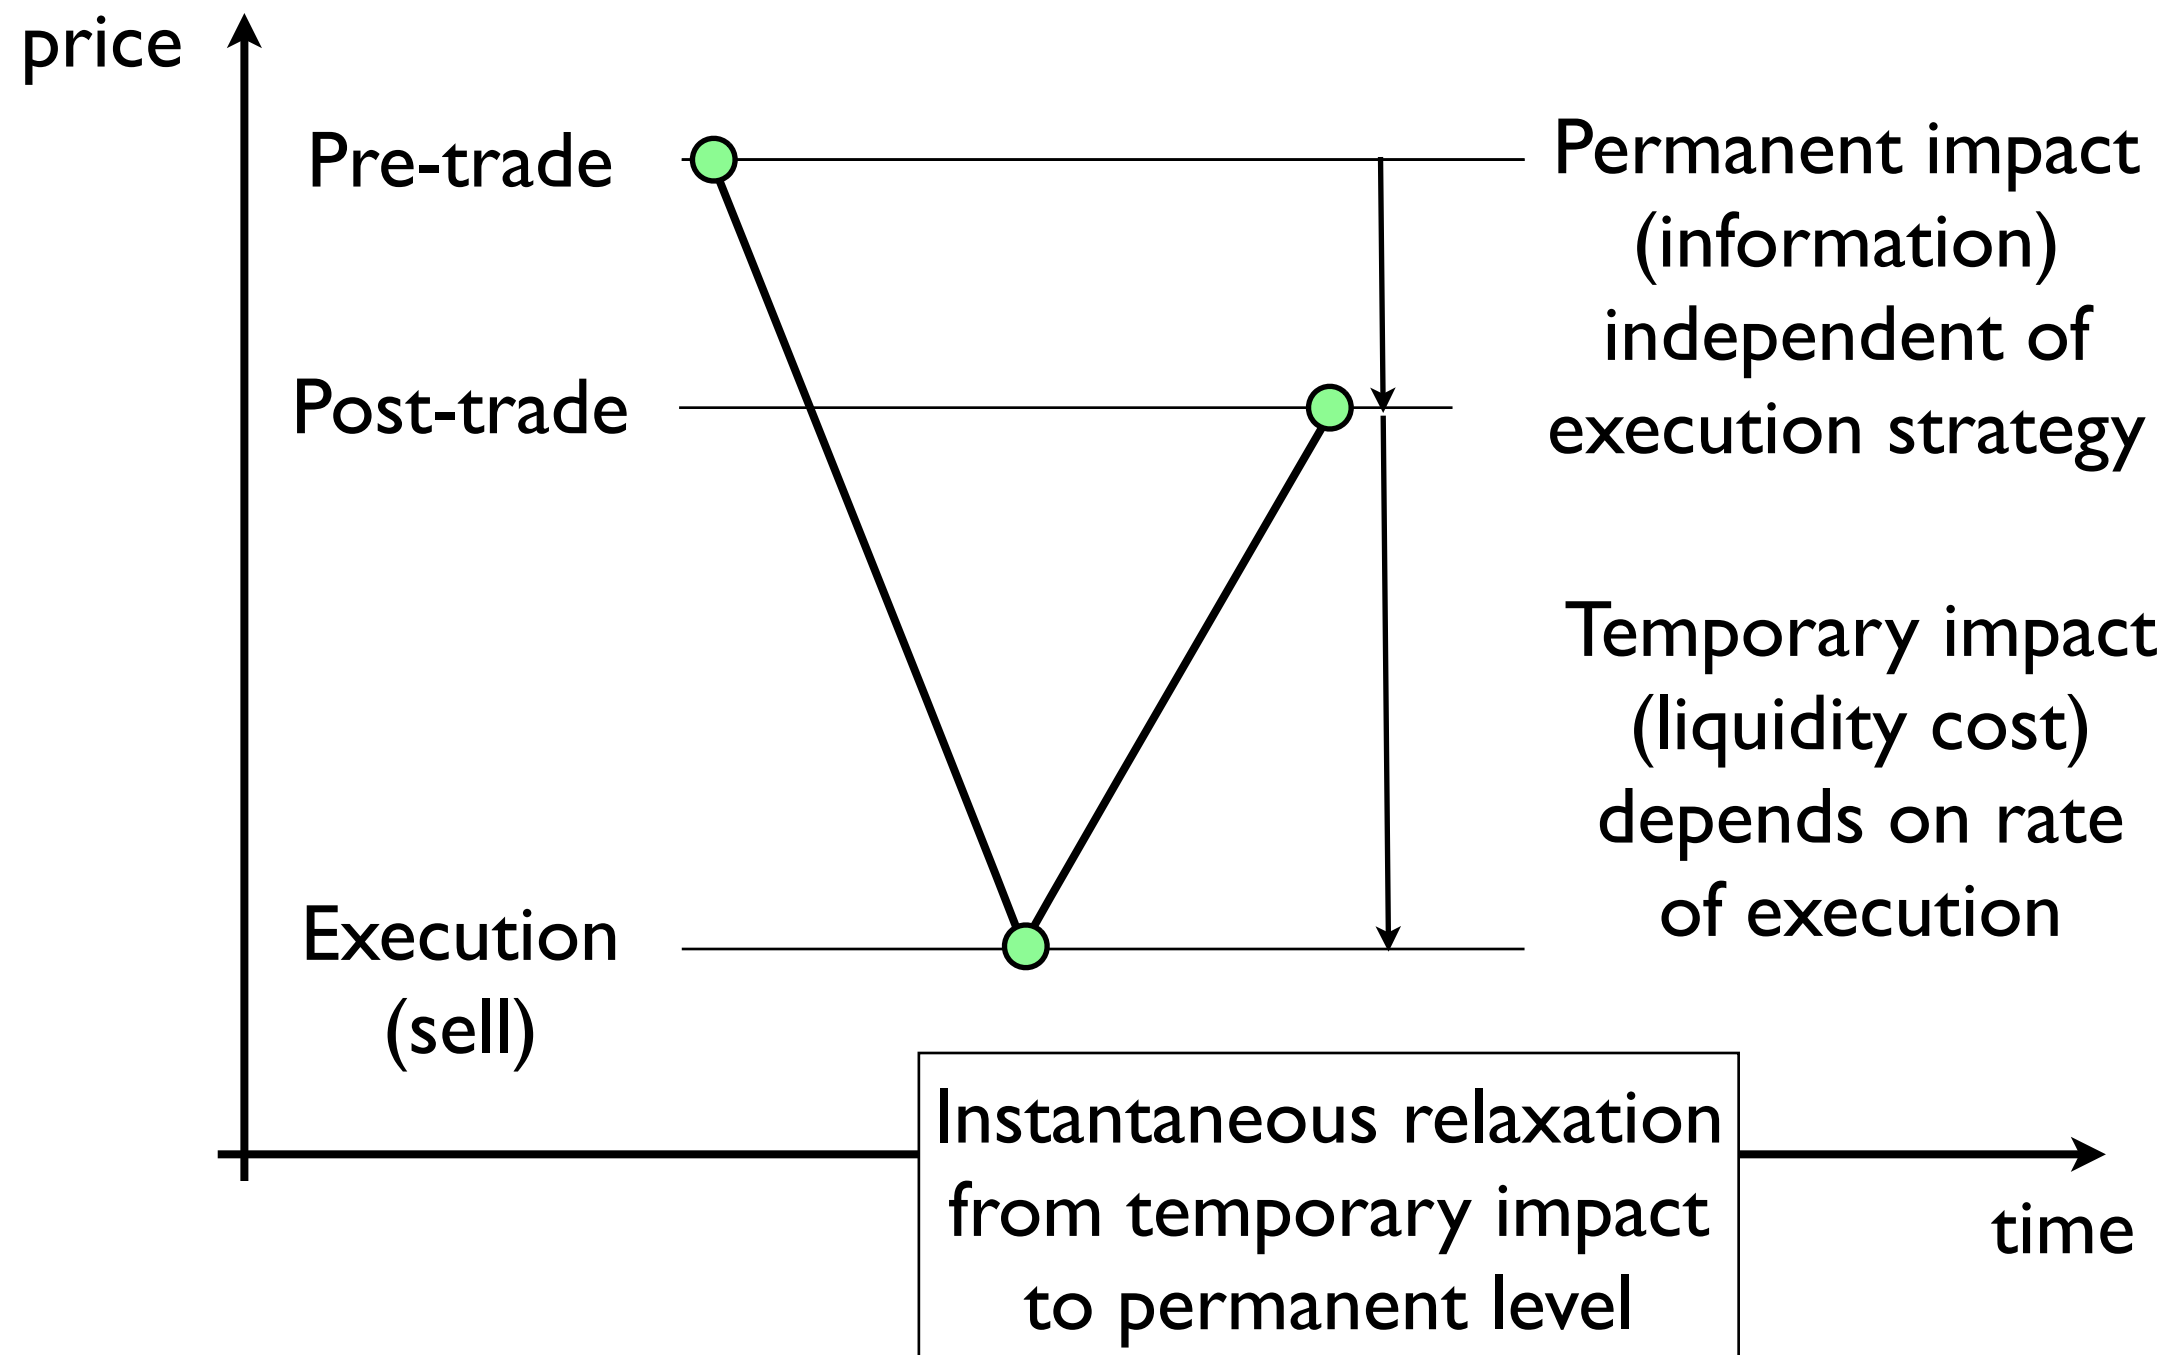 price
Pre-trade
Post-trade
Execution
(sell)
Permanent impact
(information)
independent of
execution strategy
Temporary impact
(liquidity cost)
depends on rate
of execution
Instantaneous relaxation
from temporary impact
to permanent level
time